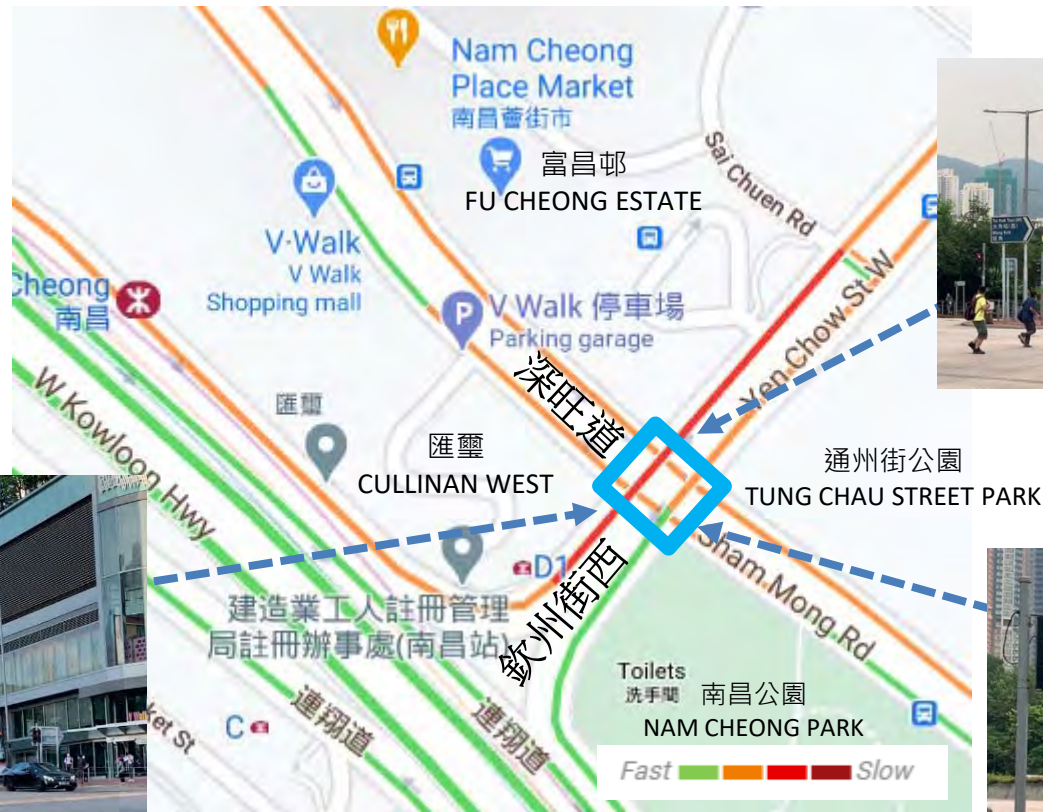 Nam Cheong
Place Market
南昌薈街市
富昌邨
FU CHEONG ESTATE
Sai Chuen Rd
V·Walk
V Walk
Shopping mall
Cheong
南昌
P
V Walk 停車場
Parking garage
Yen Chow St W
深旺道
W Kowloon Hwy
匯璽
匯璽
CULLINAN WEST
通州街公園
TUNG CHAU STREET PARK
D1
Sham Mong Rd
建造業工人註冊管理
局註冊辦事處(南昌站)
欽州街西
Toilets
洗手間
南昌公園
NAM CHEONG PARK
連翔道
連翔道
C
ket St
Fast
Slow